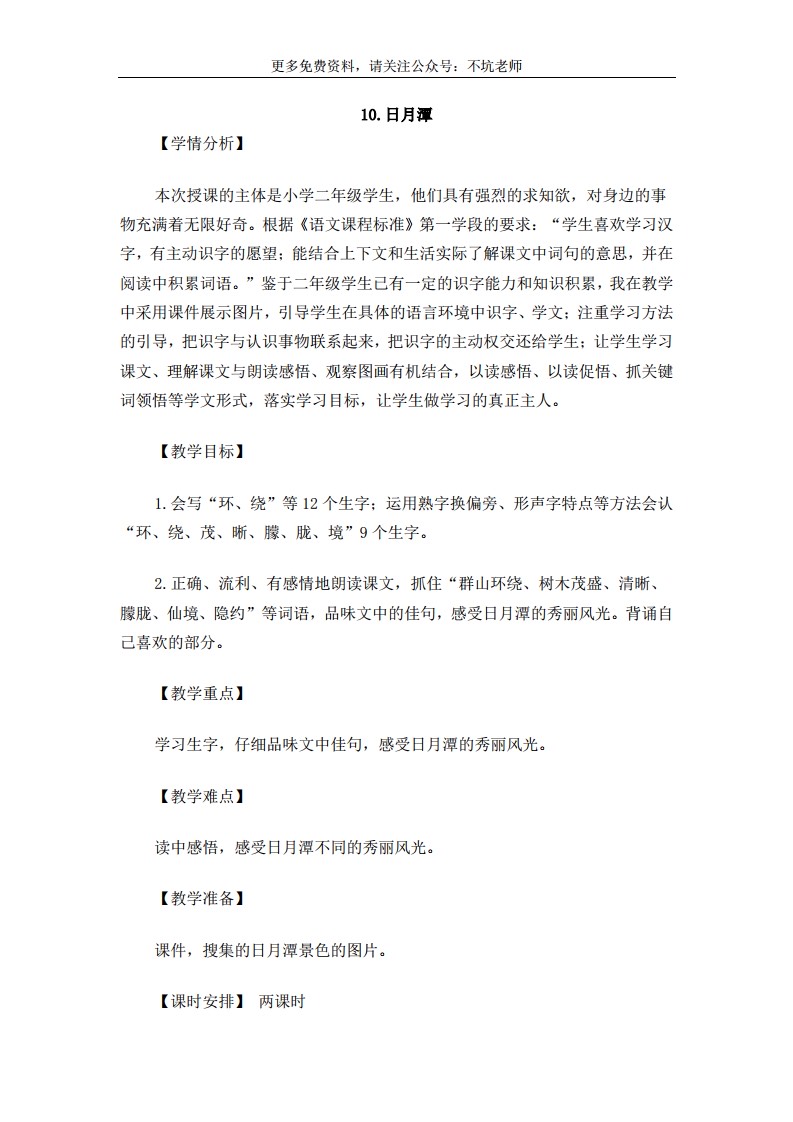 更多免费资料，请关注公众号：不坑老师
10.日月潭
【学情分析】
本次授课的主体是小学二年级学生，他们具有强烈的求知欲，对身边的事
物充满着无限好奇。根据《语文课程标准》第一学段的要求：“学生喜欢学习汉
字，有主动识字的愿望；能结合上下文和生活实际了解课文中词句的意思，并在
阅读中积累词语。”鉴于二年级学生已有一定的识字能力和知识积累，我在教学
中采用课件展示图片，引导学生在具体的语言环境中识字、学文；注重学习方法
的引导，把识字与认识事物联系起来，把识字的主动权交还给学生；让学生学习
课文、理解课文与朗读感悟、观察图画有机结合，以读感悟、以读促悟、抓关键
词领悟等学文形式，落实学习目标，让学生做学习的真正主人。
【教学目标】
1.会写“环、绕”等 12 个生字；运用熟字换偏旁、形声字特点等方法会认
“环、绕、茂、晰、朦、胧、境”9 个生字。
2.正确、流利、有感情地朗读课文，抓住“群山环绕、树木茂盛、清晰、
朦胧、仙境、隐约”等词语，品味文中的佳句，感受日月潭的秀丽风光。背诵自
己喜欢的部分。
【教学重点】
学习生字，仔细品味文中佳句，感受日月潭的秀丽风光。
【教学难点】
读中感悟，感受日月潭不同的秀丽风光。
【教学准备】
课件，搜集的日月潭景色的图片。
【课时安排】 两课时